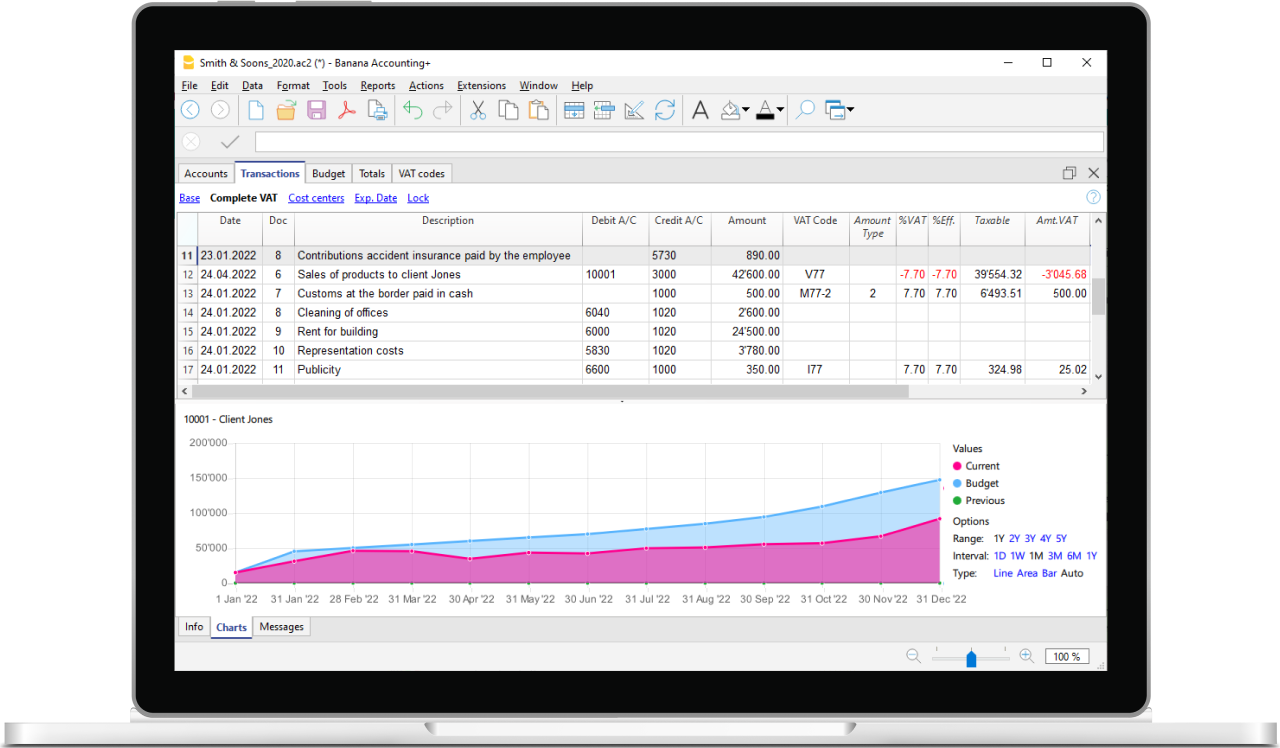 Smith & Soons_2020.ac2 (*) - Banana Accounting+
File Edit Data Format Tools Reports Actions Extensions Window Help
Accounts Transactions Budget Totals VAT codes
Base Complete VAT Cost centers Exp. Date Lock
Date Doc Description Debit A/C Credit A/C Amount VAT Code Amount Type %VAT %Eff. Taxable Amt.VAT
11 23.01.2022 8 Contributions accident insurance paid by the employee 5730 890.00
12 24.04.2022 6 Sales of products to client Jones 10001 3000 42'600.00 V77 -7.70 -7.70 39'554.32 -3'045.68
13 24.01.2022 7 Customs at the border paid in cash 1000 500.00 M77-2 2 7.70 7.70 6'493.51 500.00
14 24.01.2022 8 Cleaning of offices 6040 1020 2'600.00
15 24.01.2022 9 Rent for building 6000 1020 24'500.00
16 24.01.2022 10 Representation costs 5830 1020 3'780.00
17 24.01.2022 11 Publicity 6600 1000 350.00 I77 7.70 7.70 324.98 25.02
10001 - Client Jones
200'000
150'000
100'000
50'000
0
1 Jan '22 31 Jan '22 28 Feb '22 31 Mar '22 30 Apr '22 31 May '22 30 Jun '22 31 Jul '22 31 Aug '22 30 Sep '22 31 Oct '22 30 Nov '22 31 Dec '22
Values
Current
Budget
Previous
Options
Range: 1Y 2Y 3Y 4Y 5Y
Interval: 1D 1W 1M 3M 6M 1Y
Type: Line Area Bar Auto
Info Charts Messages
100 %